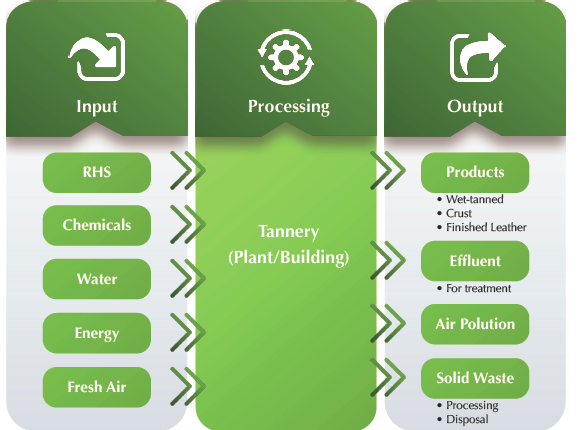 Input
RHS
Chemicals
Water
Energy
Fresh Air
Processing
Tannery
(Plant/Building)
Output
Products
• Wet-tanned
• Crust
• Finished Leather
Effluent
• For treatment
Air Polution
Solid Waste
• Processing
• Disposal